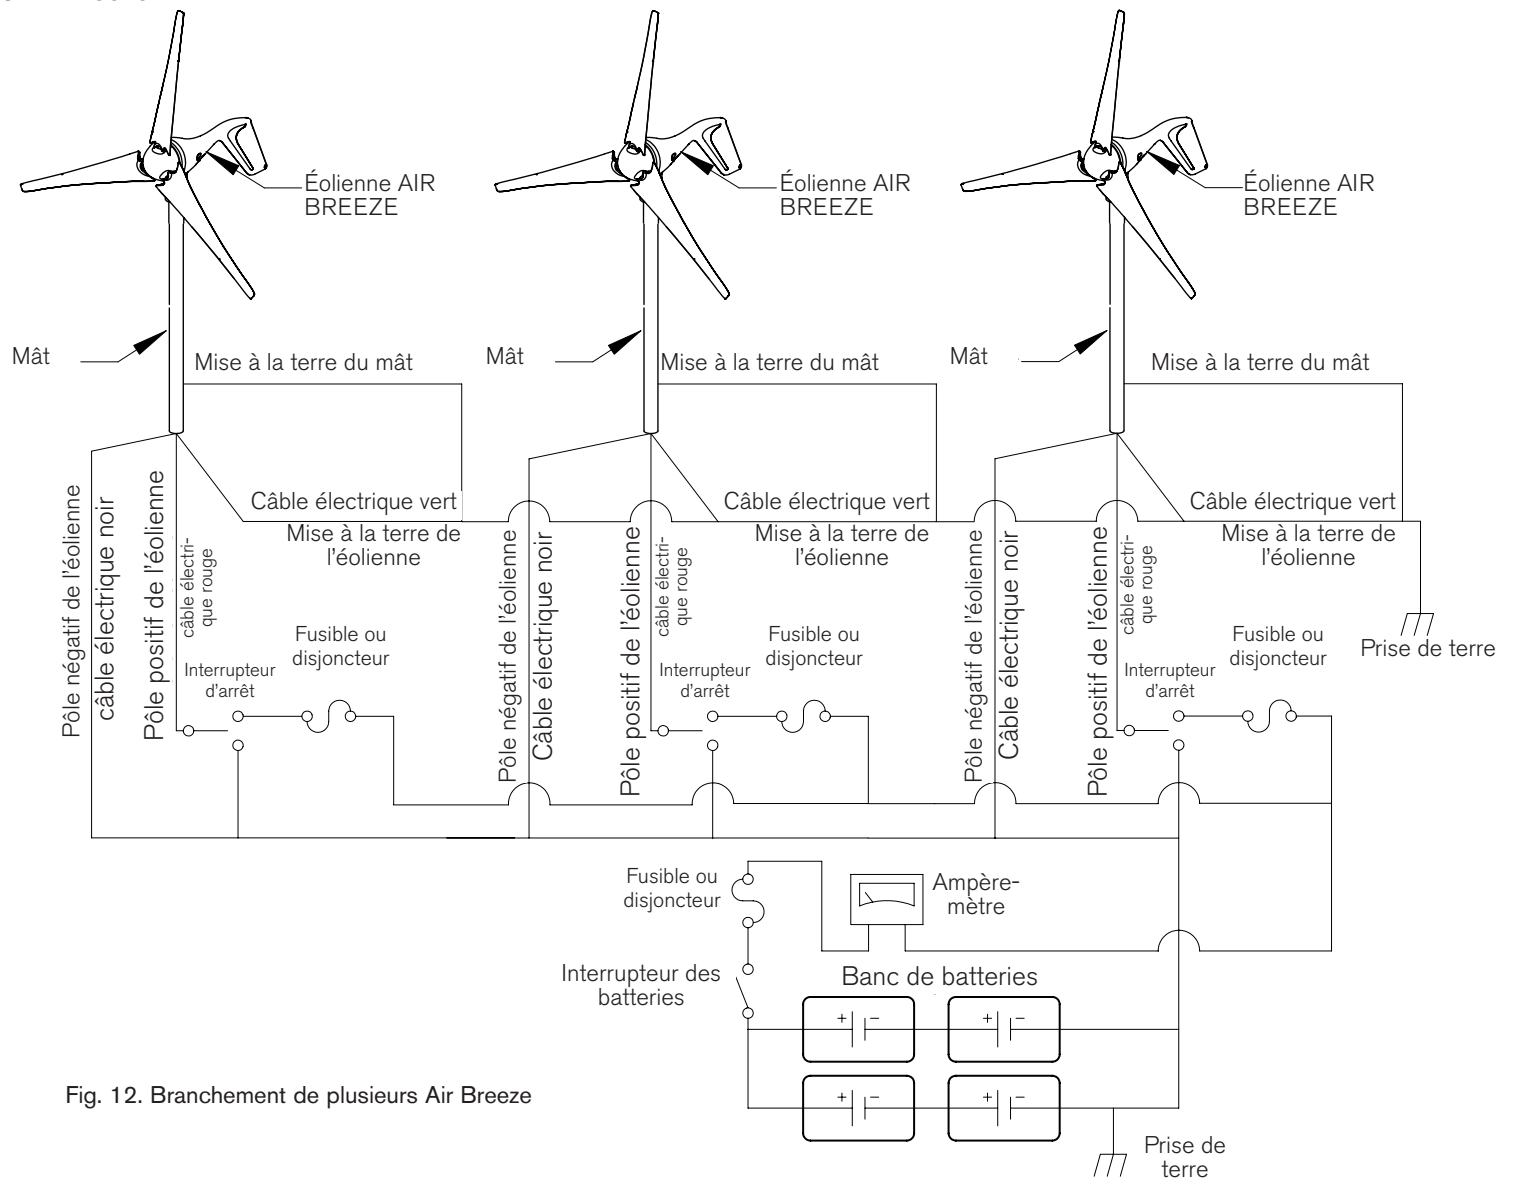 Éolienne AIR
BREEZE
Éolienne AIR
BREEZE
Éolienne AIR
BREEZE
Mât
Mise à la terre du mât
Mât
Mise à la terre du mât
Mât
Mise à la terre du mât
Pôle négatif de l'éolienne
câble électrique noir
Pôle positif de l'éolienne
câble électri-
que rouge
Câble électrique vert
Mise à la terre de
l'éolienne
Interrupteur
d'arrêt
Fusible ou
disjoncteur
Pôle négatif de l'éolienne
Câble électrique noir
Pôle positif de l'éolienne
câble électri-
que rouge
Câble électrique vert
Mise à la terre de
l'éolienne
Interrupteur
d'arrêt
Fusible ou
disjoncteur
Pôle négatif de l'éolienne
Câble électrique noir
Pôle positif de l'éolienne
câble électri-
que rouge
Câble électrique vert
Mise à la terre de
l'éolienne
Interrupteur
d'arrêt
Fusible ou
disjoncteur
Prise de terre
Fusible ou
disjoncteur
Ampère-
mètre
Interrupteur des
batteries
Banc de batteries
+ − + −
+ − + −
Fig. 12. Branchement de plusieurs Air Breeze
Prise de
terre